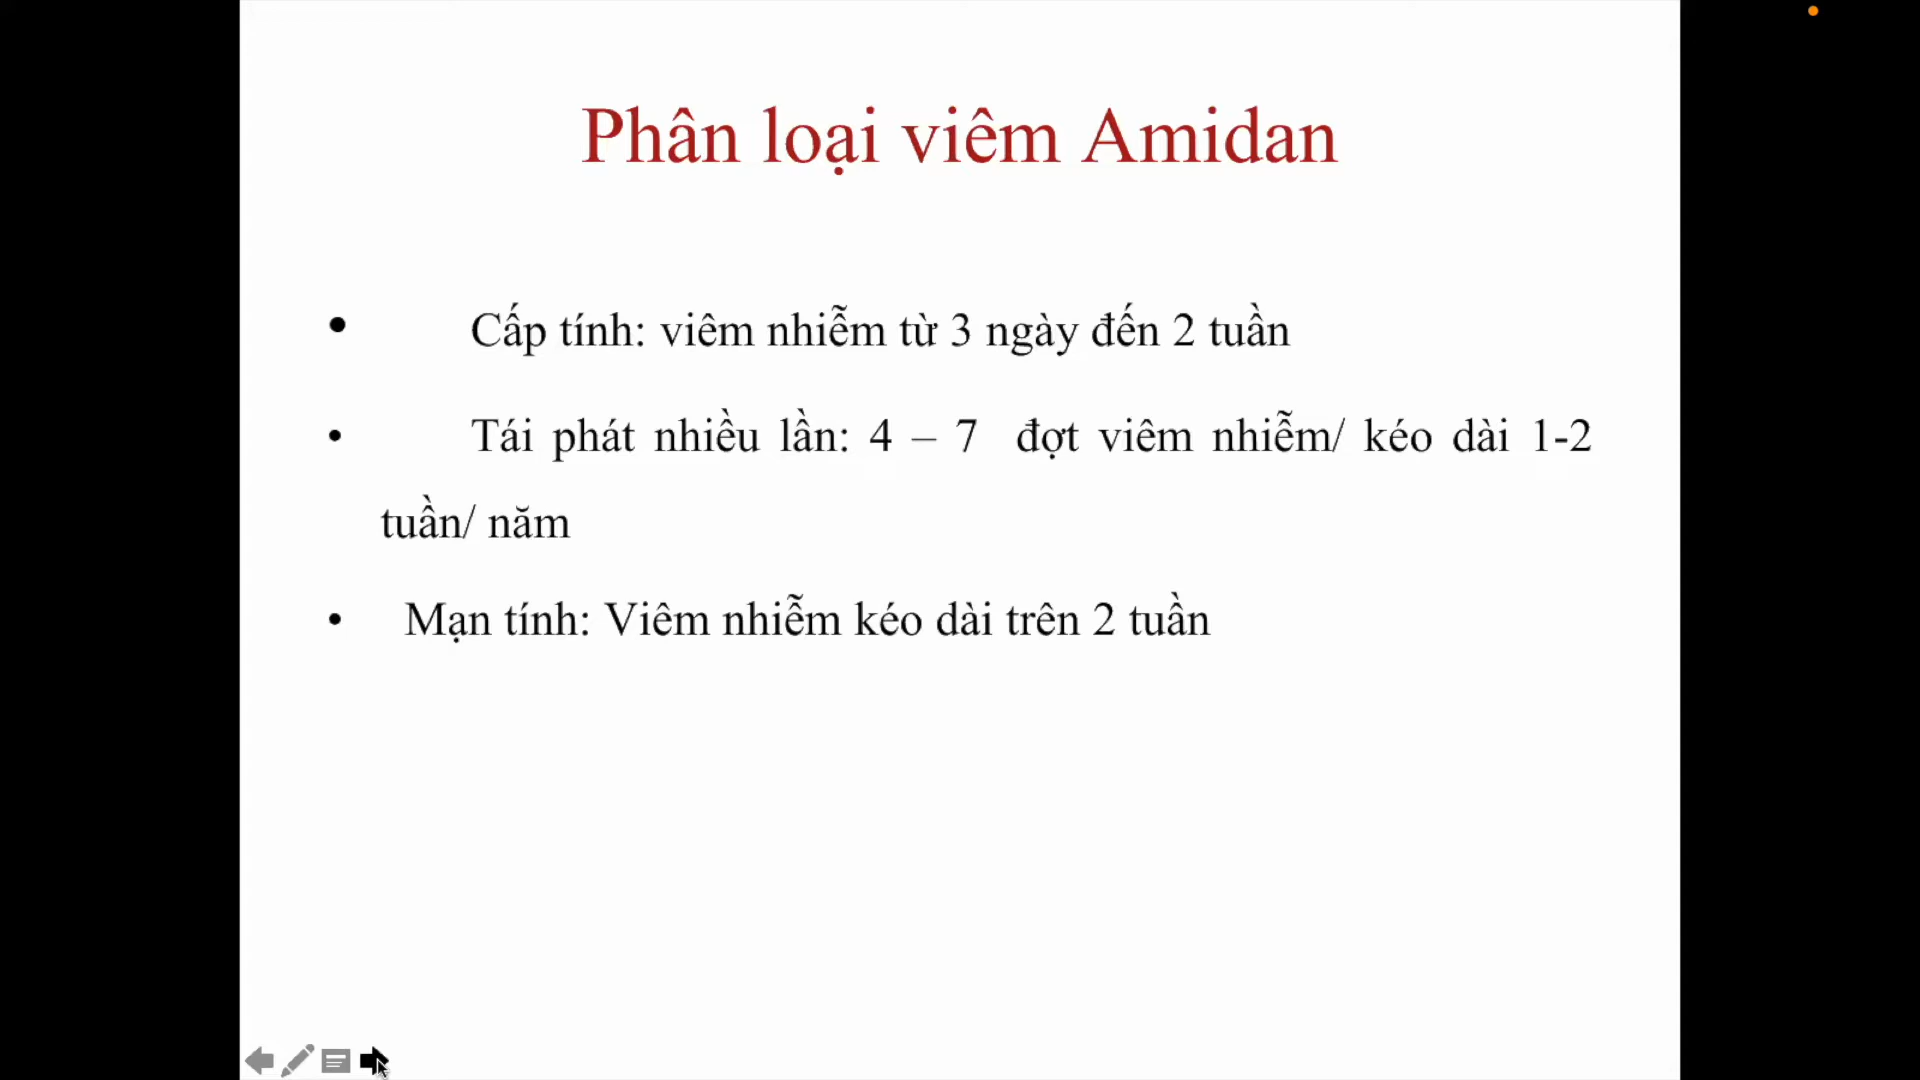 Phân loại viêm Amidan
• Cấp tính: viêm nhiễm từ 3 ngày đến 2 tuần
• Tái phát nhiều lần: 4 – 7 đợt viêm nhiễm/ kéo dài 1-2
tuần/ năm
• Mạn tính: Viêm nhiễm kéo dài trên 2 tuần